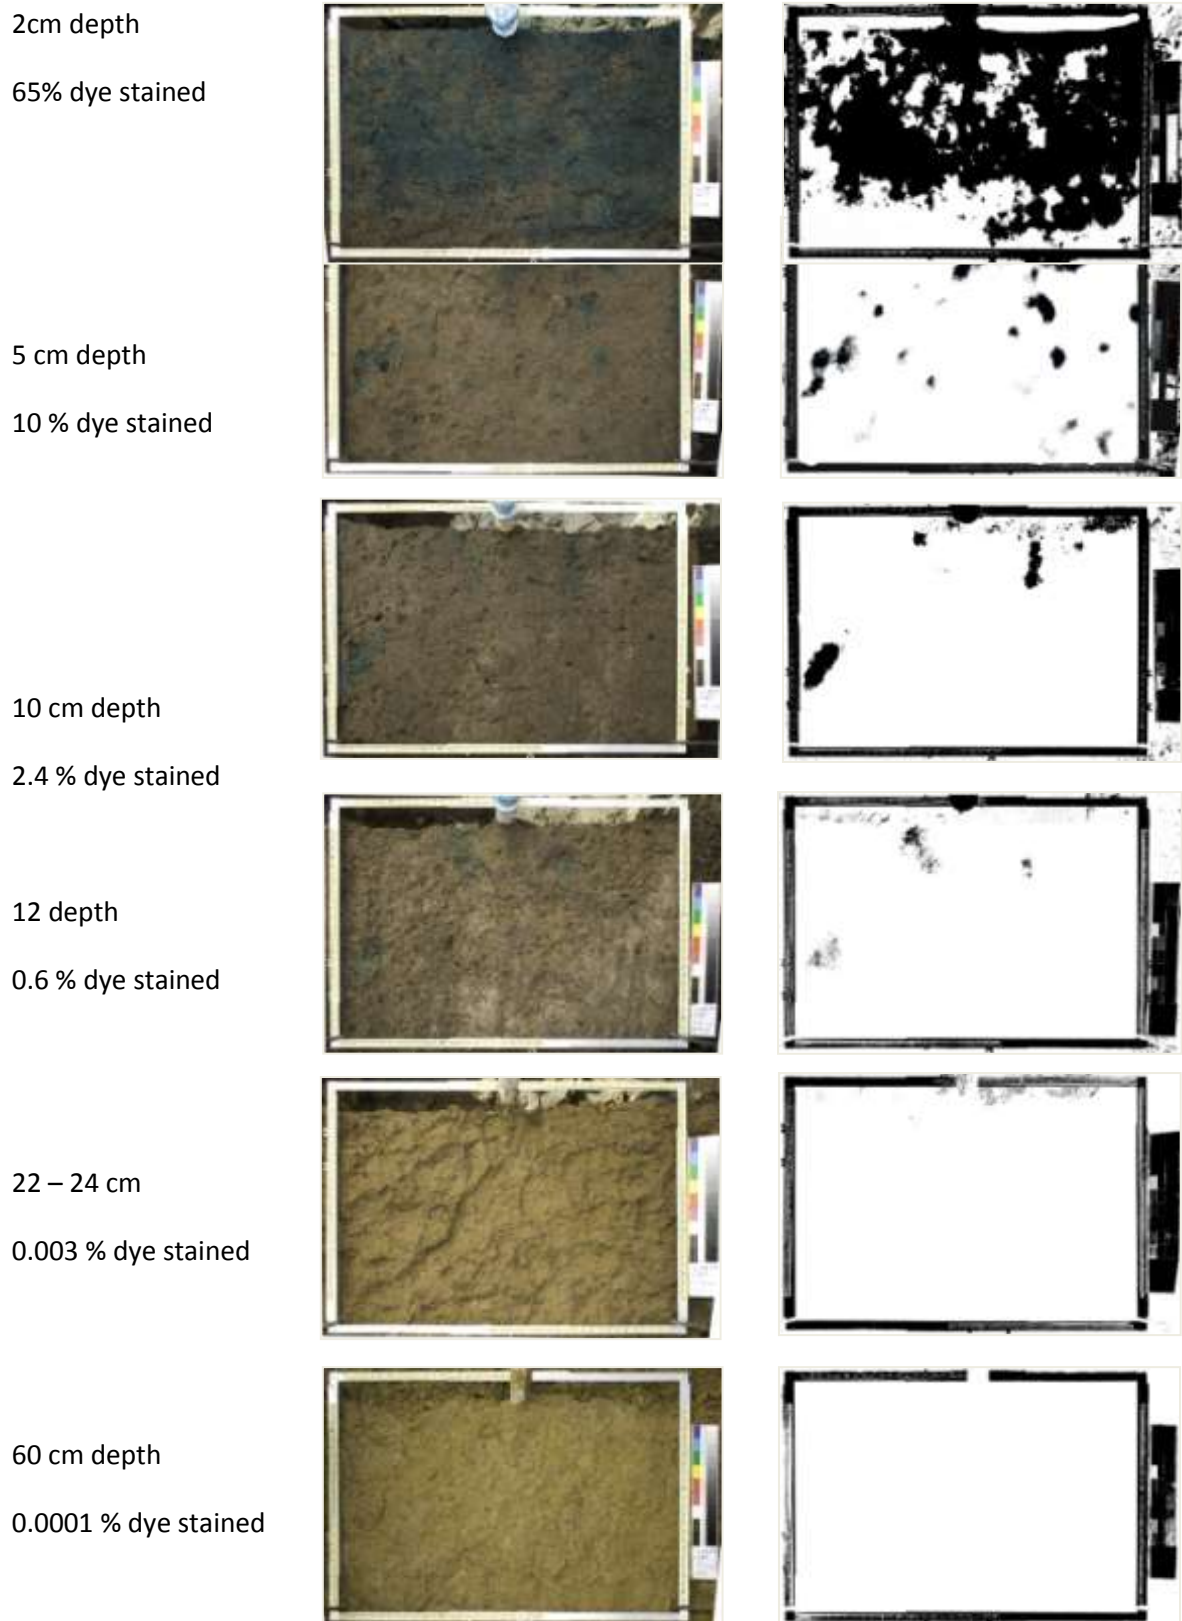 2cm depth
65% dye stained
5 cm depth
10 % dye stained
10 cm depth
2.4 % dye stained
12 depth
0.6 % dye stained
22 – 24 cm
0.003 % dye stained
60 cm depth
0.0001 % dye stained